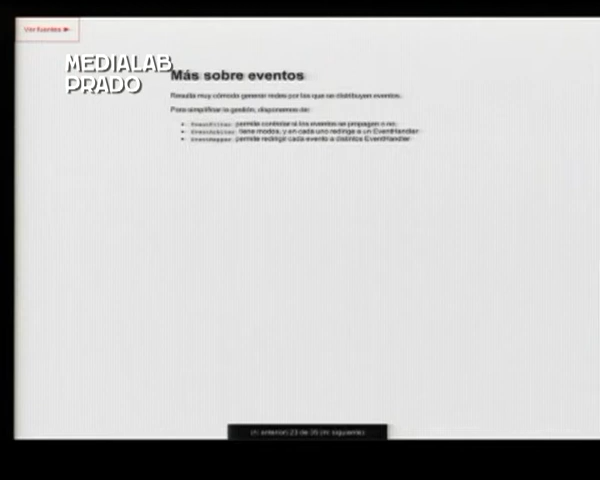 Ver fuentes
MEDIALAB
PRADO
Más sobre eventos
Resulta muy cómodo generar redes por las que se distribuyen eventos.
Para simplificar la gestión, disponemos de:
permite controlar si los eventos se propagan o no.
tiene modos, y en cada uno redirige a un EventHandler
EventMapper: permite redirigir cada evento a distintos EventHandler.
anterior) 23 de 35 siguiente)